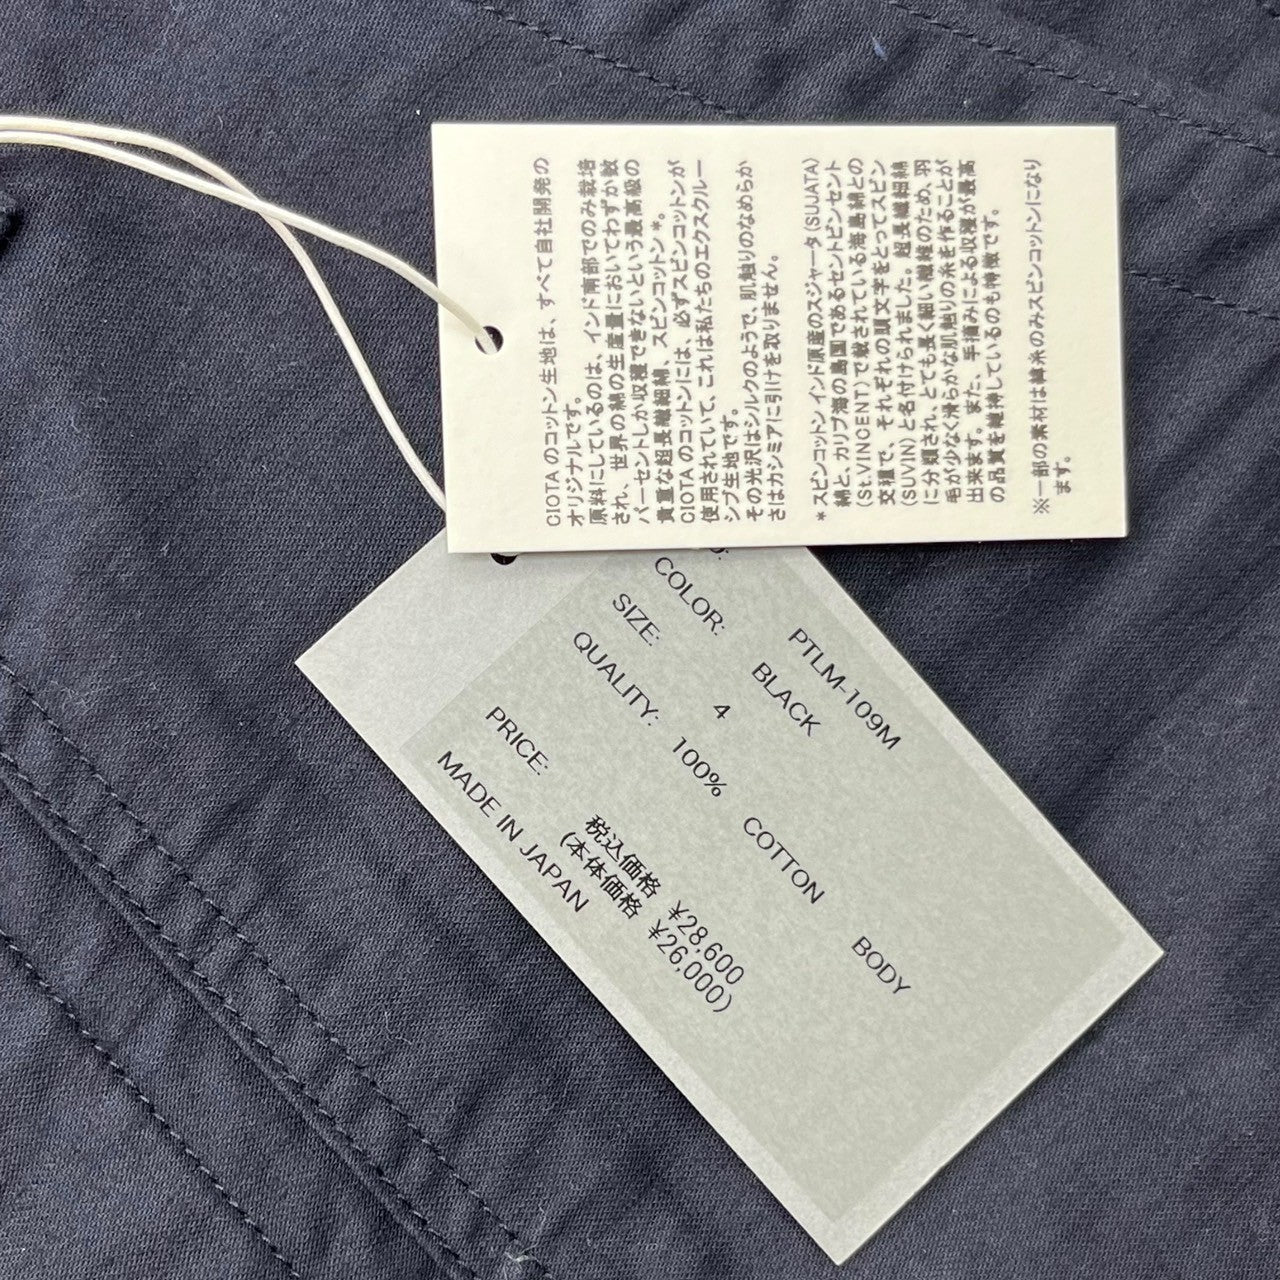 CIOTA のコットン生地は、すべて自社開発の
オリジナルです。
原料にしているのは、インド南部でのみ栽培
され、世界の綿の生産量においてわずか数
パーセントしか収穫できないという最高級の
貴重な超長繊細綿、スピンコットン *。
CIOTA のコットンには、必ずスピンコットンが
使用されていて、これは私たちのエクスクルー
シブ生地です。
その光沢はシルクのようで、肌触りのなめらか
さはカシミアに引けを取りません。
* スピンコットン インド原産のスジャータ (SUJATA)
綿と、カリブ海の島国であるセントビンセント
(St.VINCENT) で栽されている海島綿との
交種で、それぞれの頭文字をとってスピン
(SUVIN) と名付けられました。超長繊細綿
に分類され、とても長く細い繊維のため、羽
毛が少なく滑らかな肌触りの糸を作ることが
出来ます。また、手摘みによる収穫が最高
の品質を維持しているのも特徴です。
※一部の素材は緯糸のみスピンコットンになり
ます。
PTLM-109M
COLOR: BLACK
SIZE: 4
QUALITY: 100% COTTON BODY
PRICE: 税込価格 ¥28,600
(本体価格 ¥26,000)
MADE IN JAPAN